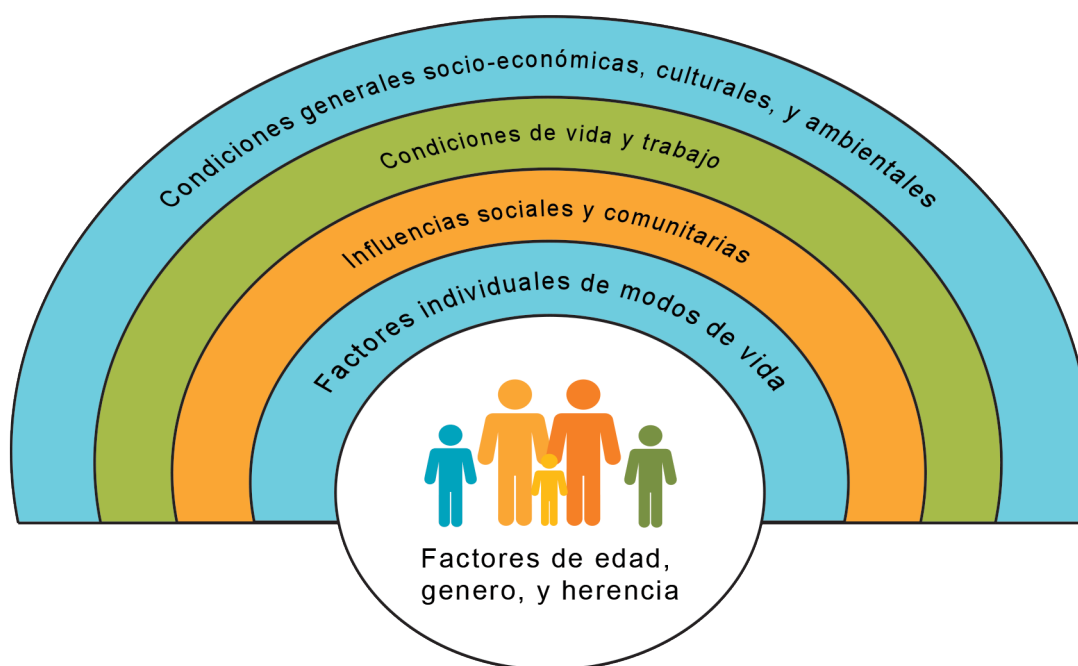 Condiciones generales socio-económicas, culturales, y ambientales
Condiciones de vida y trabajo
Influencias sociales y comunitarias
Factores individuales de modos de vida
Factores de edad,
genero, y herencia